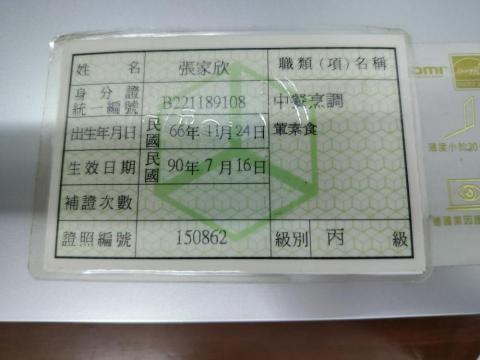 姓名 張家欣 職類(項)名稱
身分證統一編號 B221189108 中餐烹調
出生年月日 民國 66年 11月 24日 葷素食
生效日期 民國 90年 7月 16日
補證次數
證照編號 150862 級別 丙 級